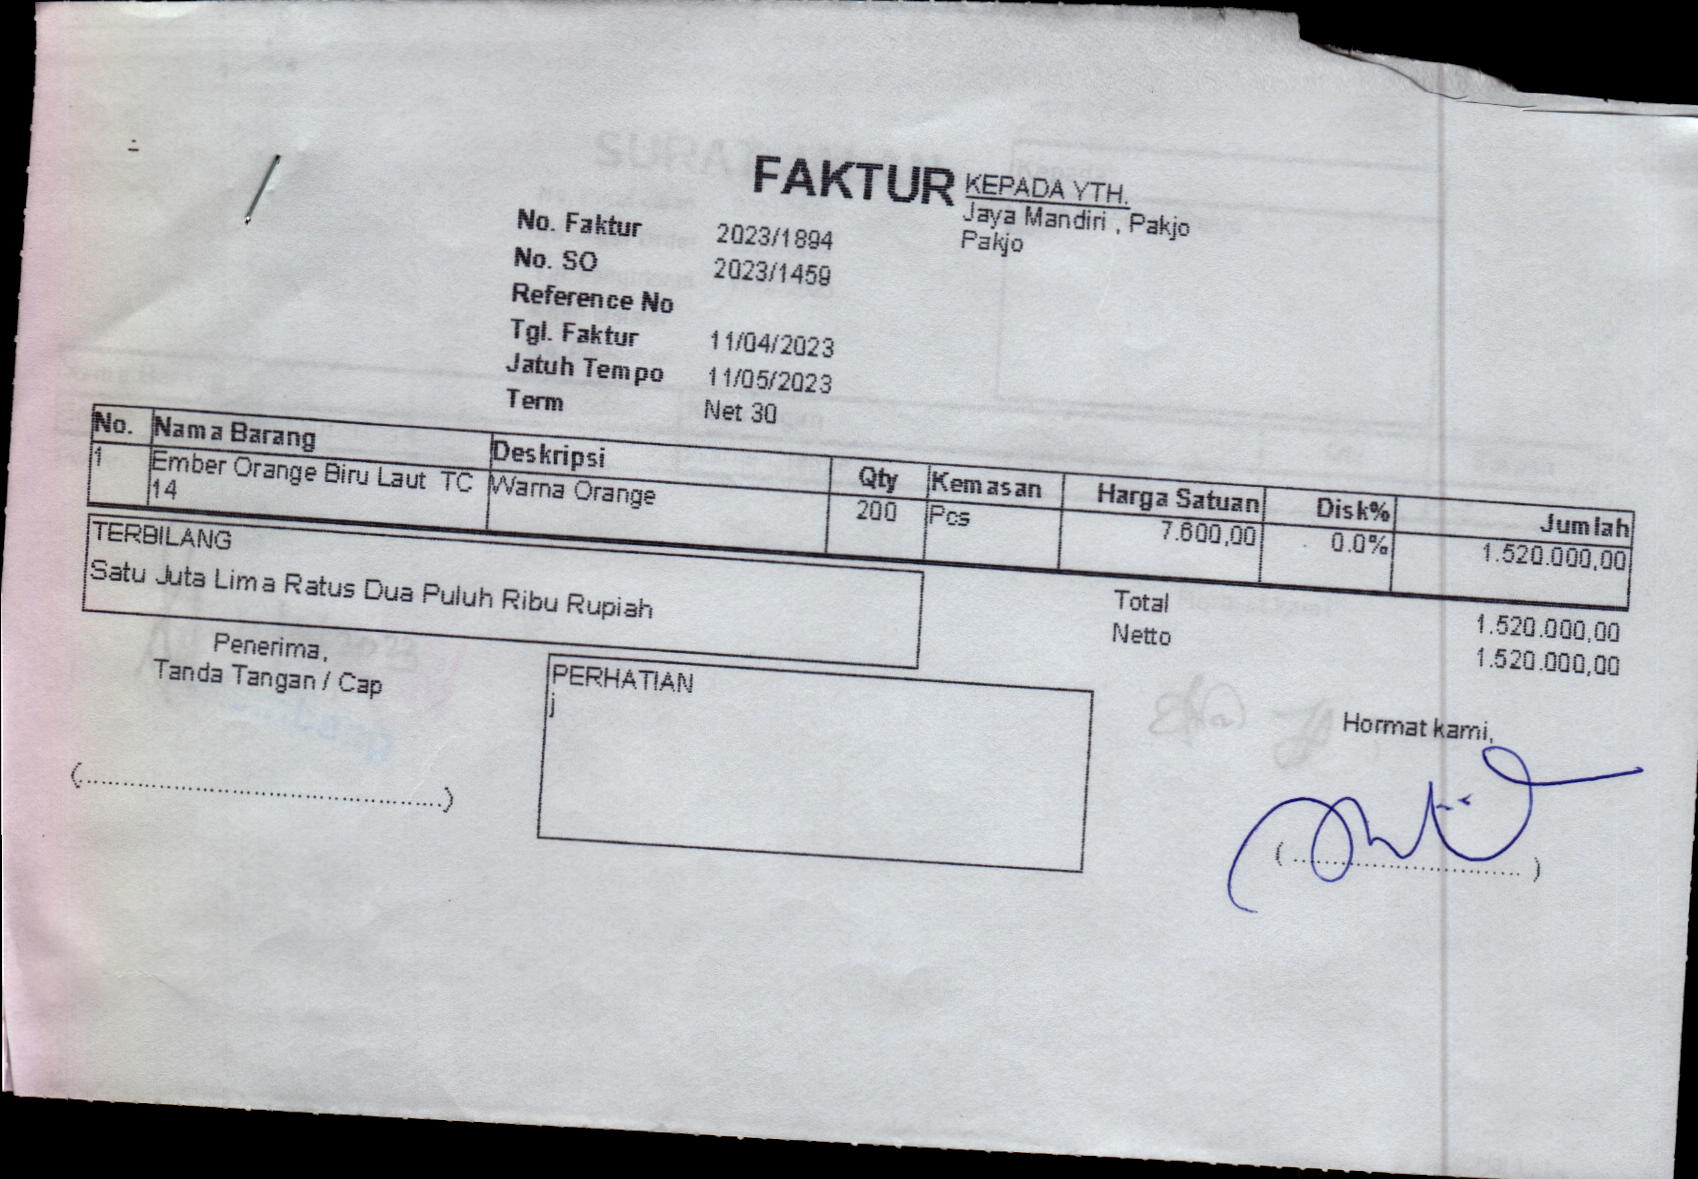 FAKTUR
KEPADA YTH.
Jaya Mandiri , Pakjo
Pakjo
No. Faktur 2023/1894
No. SO 2023/1459
Reference No
Tgl. Faktur 11/04/2023
Jatuh Tempo 11/05/2023
Term Net 30
No. Nama Barang Deskripsi Qty Kemasan Harga Satuan Disk% Jumlah
1 Ember Orange Biru Laut TC Warna Orange 200 Pcs 7.600,00 0.0% 1.520.000,00
14
TERBILANG
Satu Juta Lima Ratus Dua Puluh Ribu Rupiah
Total 1.520.000,00
Netto 1.520.000,00
Penerima,
Tanda Tangan / Cap
(......................................................)
PERHATIAN
j
Hormat kami,
(....................................)